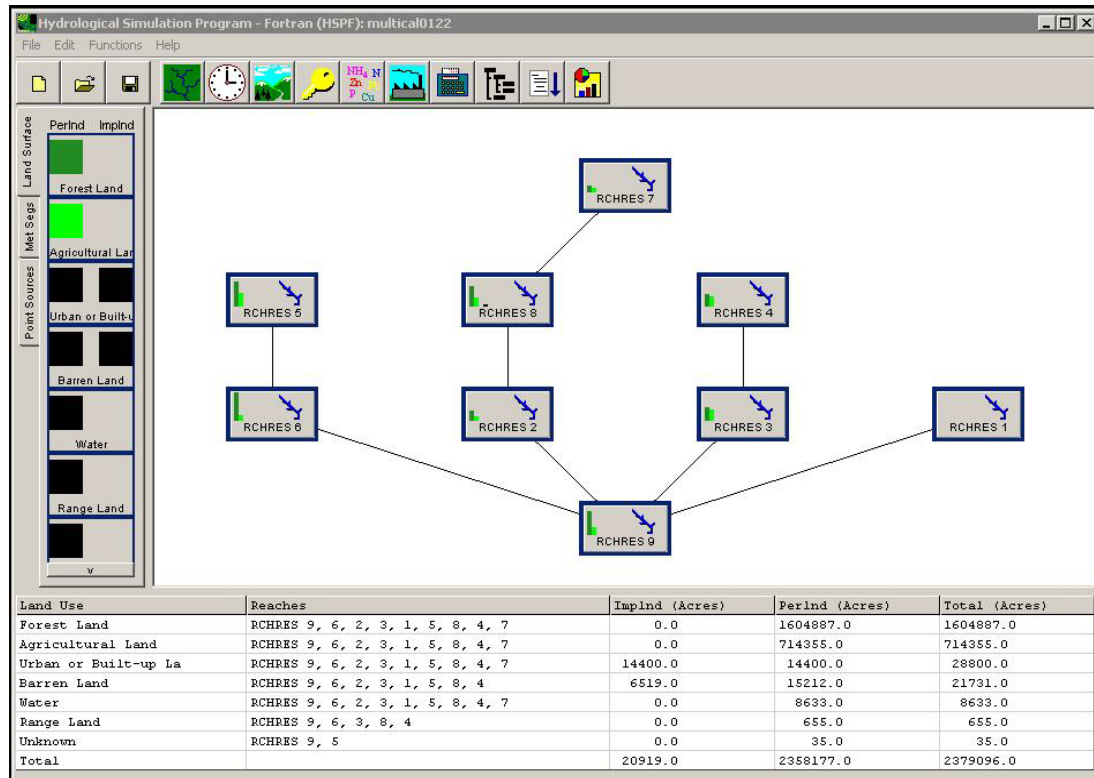 Hydrological Simulation Program - Fortran (HSPF): multical0122
File Edit Functions Help
NH4 N
Zn
P Cu
Land Surface
Met Segs
Point Sources
PerInd ImpInd
Forest Land
Agricultural Lan
Urban or Built-u
Barren Land
Water
Range Land
RCHRES 7
RCHRES 5
RCHRES 8
RCHRES 4
RCHRES 6
RCHRES 2
RCHRES 3
RCHRES 1
RCHRES 9
Land Use Reaches ImpInd (Acres) PerInd (Acres) Total (Acres)
Forest Land RCHRES 9, 6, 2, 3, 1, 5, 8, 4, 7 0.0 1604887.0 1604887.0
Agricultural Land RCHRES 9, 6, 2, 3, 1, 5, 8, 4, 7 0.0 714355.0 714355.0
Urban or Built-up La RCHRES 9, 6, 2, 3, 1, 5, 8, 4, 7 14400.0 14400.0 28800.0
Barren Land RCHRES 9, 6, 2, 3, 1, 5, 8, 4 6519.0 15212.0 21731.0
Water RCHRES 9, 6, 2, 3, 1, 5, 8, 4, 7 0.0 8633.0 8633.0
Range Land RCHRES 9, 6, 3, 8, 4 0.0 655.0 655.0
Unknown RCHRES 9, 5 0.0 35.0 35.0
Total 20919.0 2358177.0 2379096.0